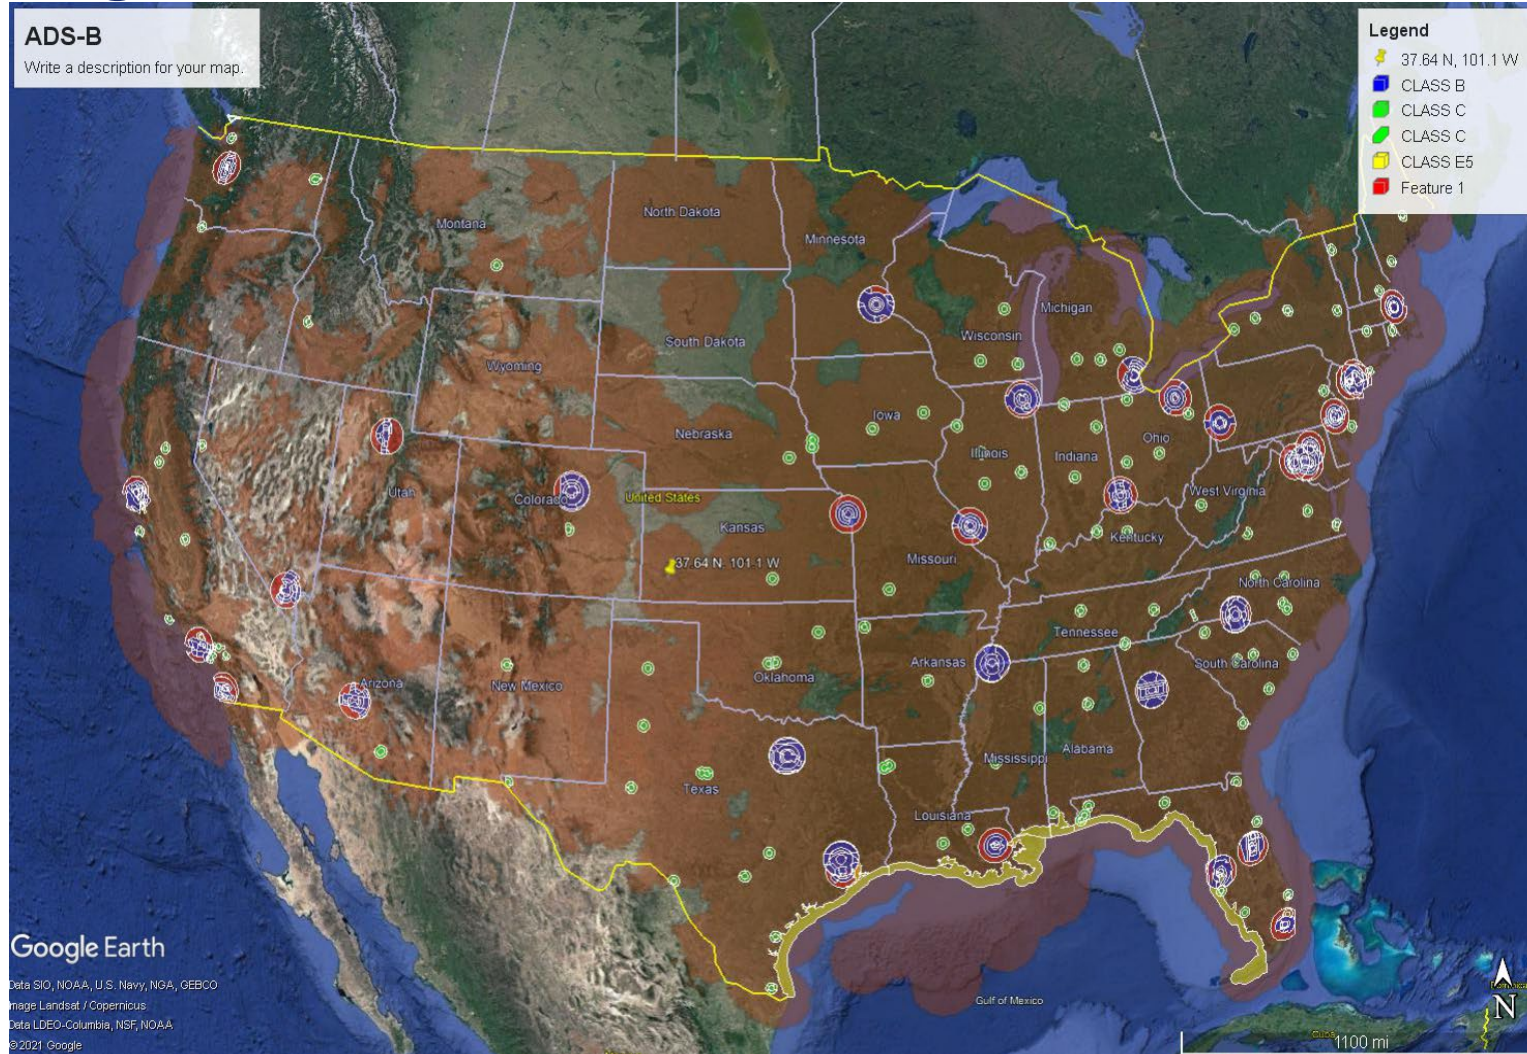 ADS-B
Write a description for your map.
Legend
37.64 N, 101.1 W
CLASS B
CLASS C
CLASS C
CLASS E5
Feature 1
Montana
North Dakota
Minnesota
Michigan
Wisconsin
South Dakota
Wyoming
Iowa
Nebraska
Ohio
Illinois
Indiana
Utah
Colorado
United States
West Virginia
Kansas
Kentucky
Missouri
37.64 N, 101.1 W
North Carolina
Tennessee
Arkansas
South Carolina
Arizona
New Mexico
Oklahoma
Mississippi
Alabama
Texas
Louisiana
Google Earth
Data SIO, NOAA, U.S. Navy, NGA, GEBCO
Image Landsat / Copernicus
Data LDEO-Columbia, NSF, NOAA
©2021 Google
Gulf of Mexico
N
Cuba
1100 mi